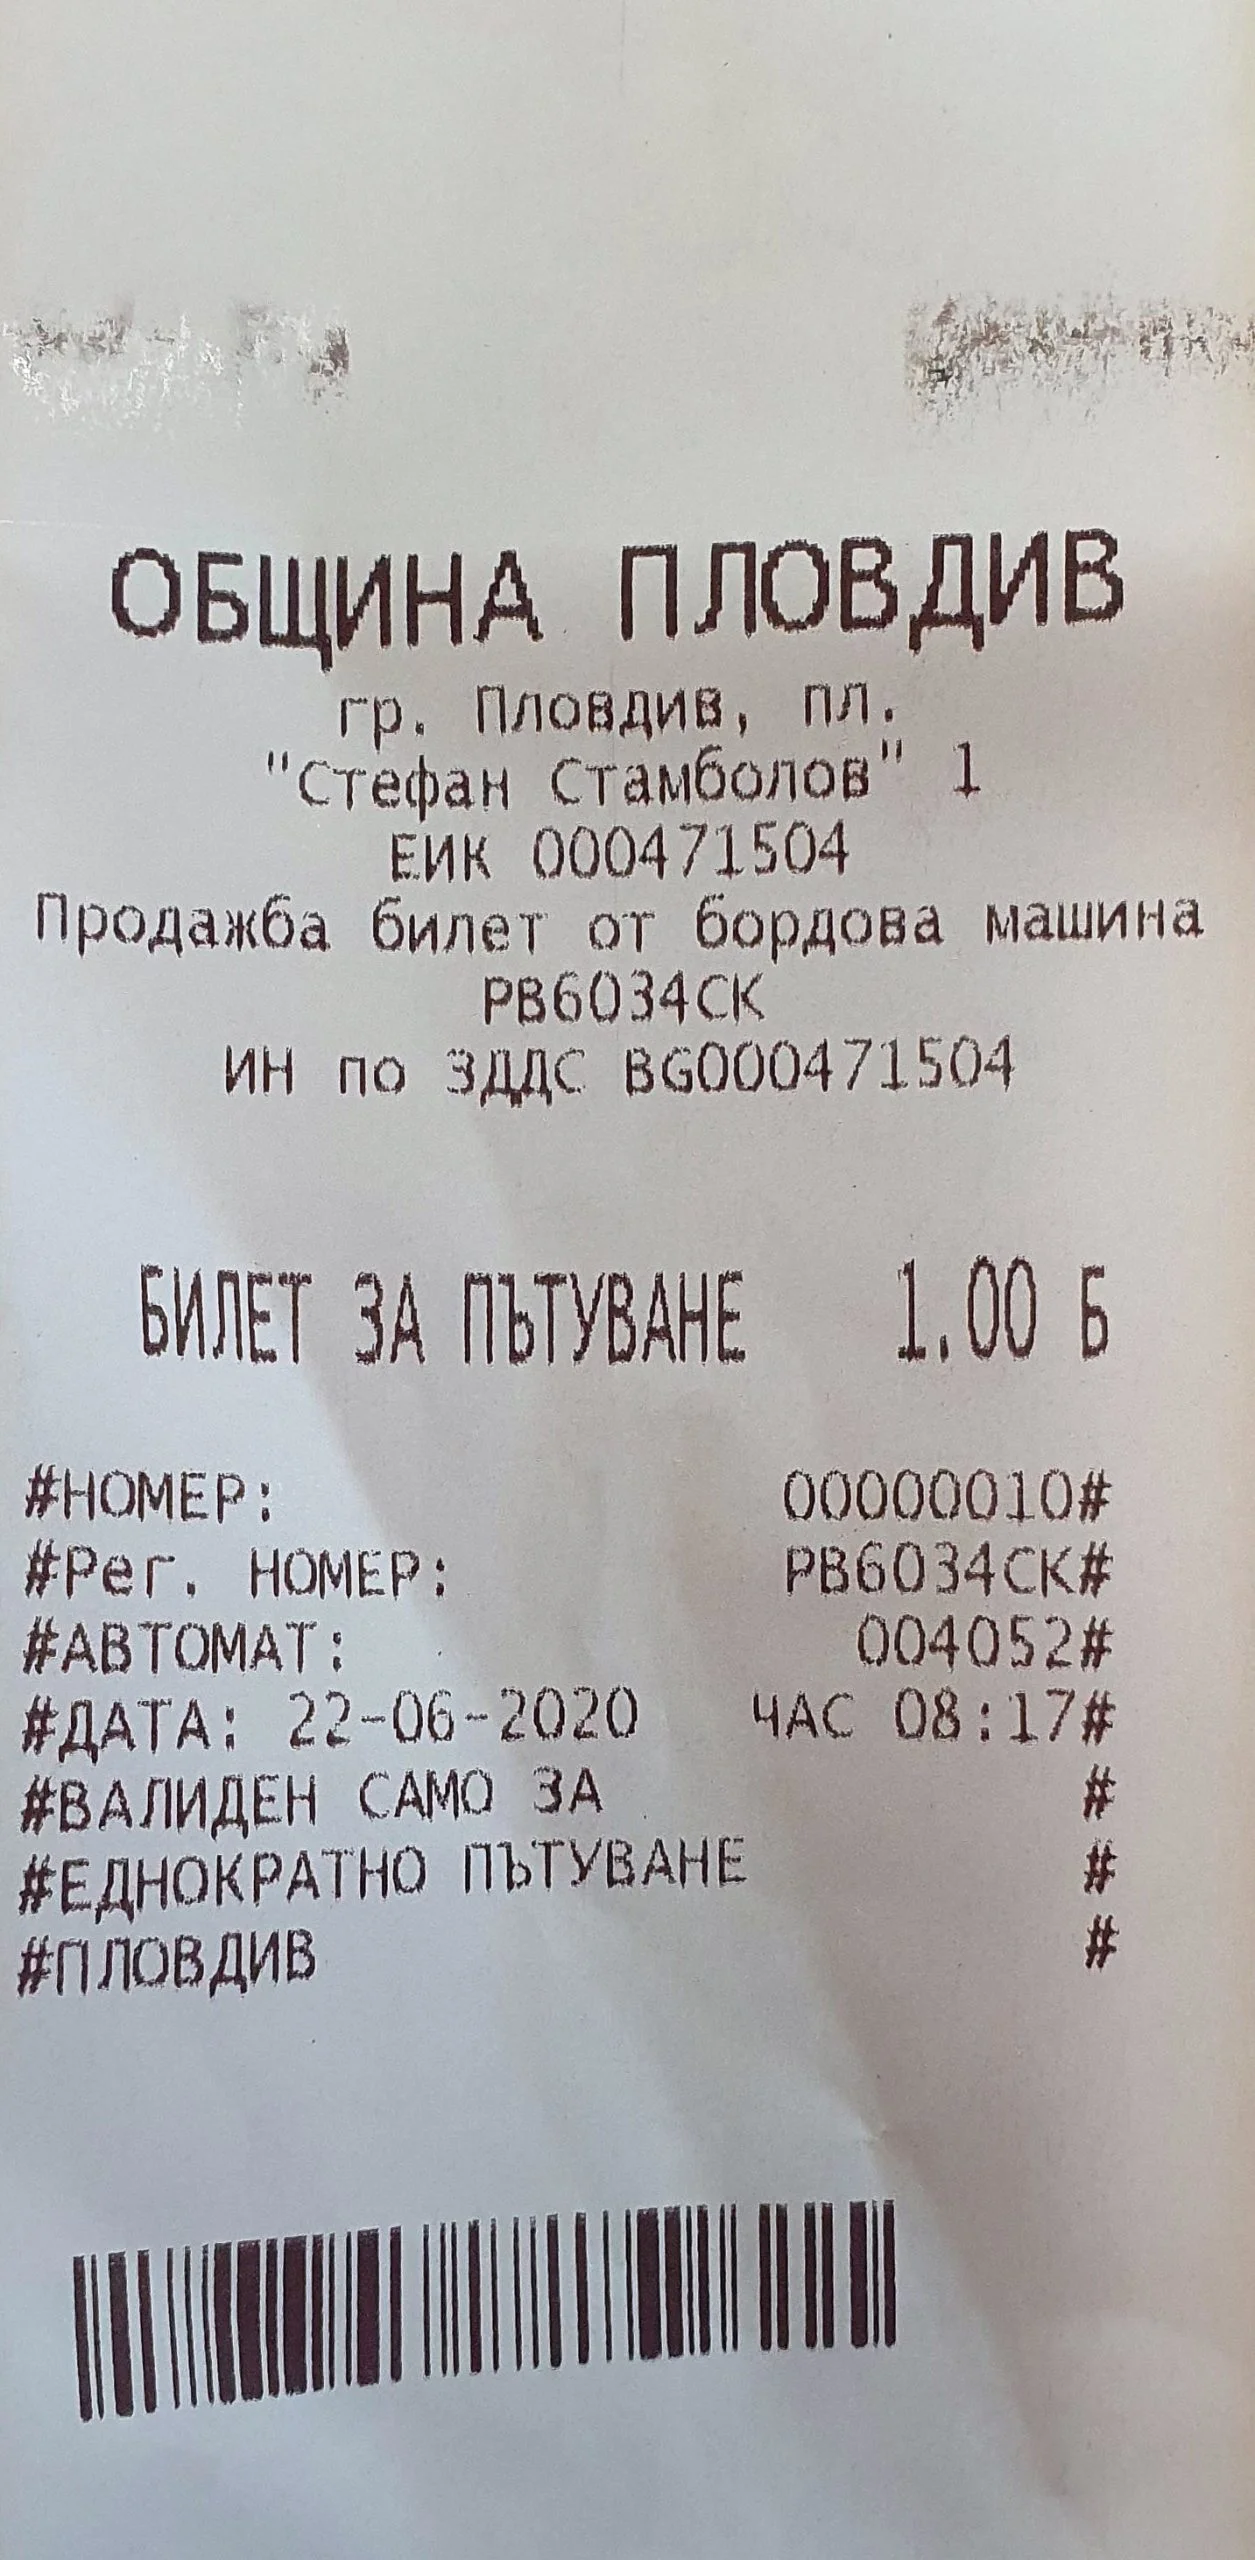 ОБЩИНА ПЛОВДИВ
гр. Пловдив, пл.
"Стефан Стамболов" 1
ЕИК 000471504
Продажба билет от бордова машина
РВ6034СК
ИН по ЗДДС BG000471504
БИЛЕТ ЗА ПЪТУВАНЕ 1.00 Б
#НОМЕР: 00000010#
#Рег. НОМЕР: РВ6034СК#
#АВТОМАТ: 004052#
#ДАТА: 22-06-2020 ЧАС 08:17#
#ВАЛИДЕН САМО ЗА #
#ЕДНОКРАТНО ПЪТУВАНЕ #
#ПЛОВДИВ #